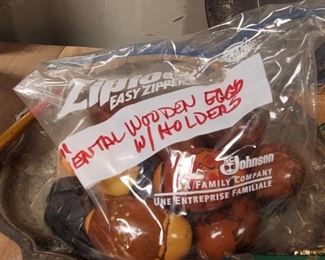 Ziploc
EASY ZIPPER
"ENTAL WOODEN EGGS
W/ HOLDERS
SC Johnson
A FAMILY COMPANY
UNE ENTREPRISE FAMILIALE